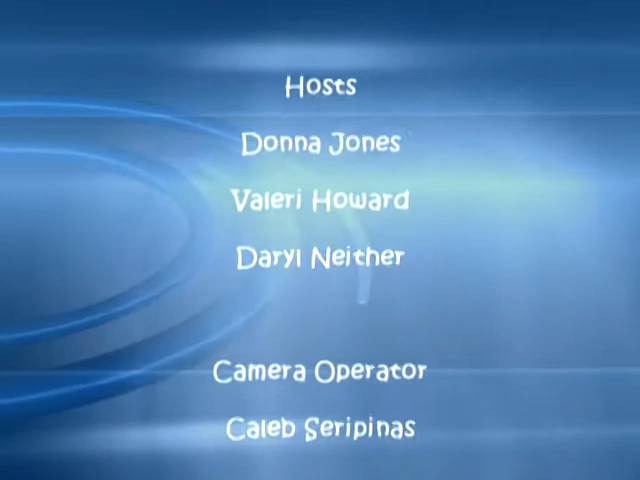 Hosts
Donna Jones
Valeri Howard
Daryl Neither
Camera Operator
Caleb Seripinas